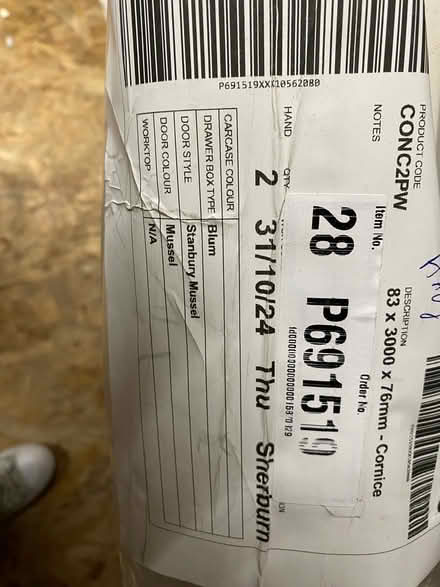 P691519XXX10562080
PRODUCT CODE
CONC2PW
DESCRIPTION
83 x 3000 x 76mm - Cornice
NOTES
Item No.
Order No.
28 P691519
HAND
QTY
2 31/10/24 Thu Sherburn
CARCASE COLOUR
DRAWER BOX TYPE Blum
DOOR STYLE Stanbury Mussel
DOOR COLOUR Mussel
WORKTOP N/A